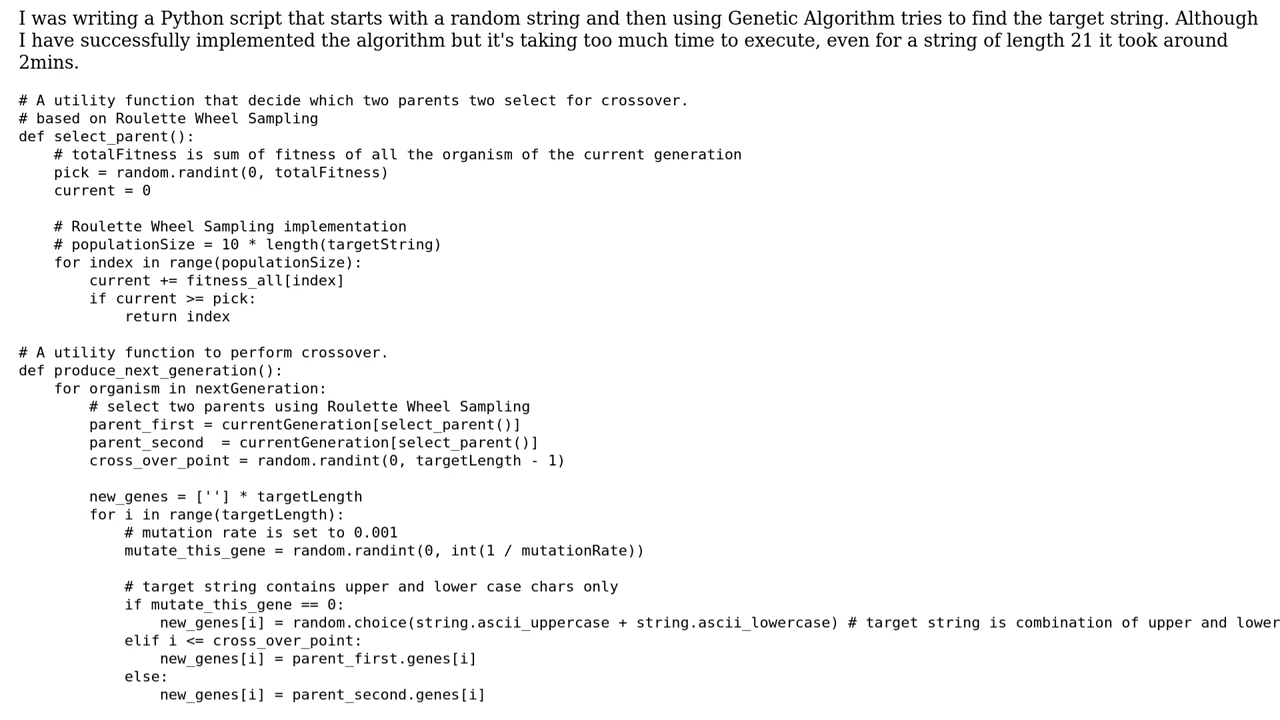 I was writing a Python script that starts with a random string and then using Genetic Algorithm tries to find the target string. Although
I have successfully implemented the algorithm but it's taking too much time to execute, even for a string of length 21 it took around
2mins.
# A utility function that decide which two parents two select for crossover.
# based on Roulette Wheel Sampling
def select_parent():
    # totalFitness is sum of fitness of all the organism of the current generation
    pick = random.randint(0, totalFitness)
    current = 0

    # Roulette Wheel Sampling implementation
    # populationSize = 10 * length(targetString)
    for index in range(populationSize):
        current += fitness_all[index]
        if current >= pick:
            return index

# A utility function to perform crossover.
def produce_next_generation():
    for organism in nextGeneration:
        # select two parents using Roulette Wheel Sampling
        parent_first = currentGeneration[select_parent()]
        parent_second  = currentGeneration[select_parent()]
        cross_over_point = random.randint(0, targetLength - 1)

        new_genes = [''] * targetLength
        for i in range(targetLength):
            # mutation rate is set to 0.001
            mutate_this_gene = random.randint(0, int(1 / mutationRate))

            # target string contains upper and lower case chars only
            if mutate_this_gene == 0:
                new_genes[i] = random.choice(string.ascii_uppercase + string.ascii_lowercase) # target string is combination of upper and lower
            elif i <= cross_over_point:
                new_genes[i] = parent_first.genes[i]
            else:
                new_genes[i] = parent_second.genes[i]